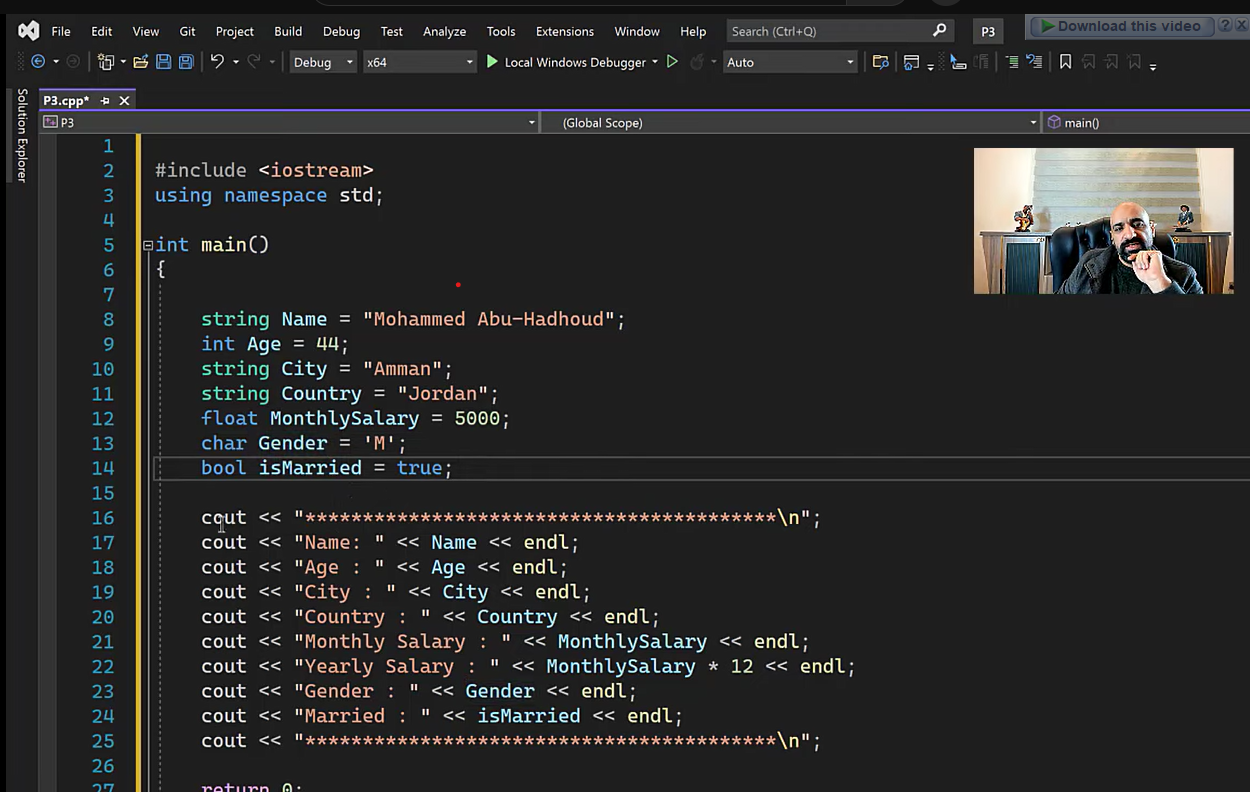 File Edit View Git Project Build Debug Test Analyze Tools Extensions Window Help Search (Ctrl+Q) P3 Download this video ? X
Debug x64 Local Windows Debugger Auto
Solution Explorer
P3.cpp*
P3 (Global Scope) main()
1
2 #include <iostream>
3 using namespace std;
4
5 int main()
6 {
7
8 string Name = "Mohammed Abu-Hadhoud";
9 int Age = 44;
10 string City = "Amman";
11 string Country = "Jordan";
12 float MonthlySalary = 5000;
13 char Gender = 'M';
14 bool isMarried = true;
15
16 cout << "*****************************************\n";
17 cout << "Name: " << Name << endl;
18 cout << "Age : " << Age << endl;
19 cout << "City : " << City << endl;
20 cout << "Country : " << Country << endl;
21 cout << "Monthly Salary : " << MonthlySalary << endl;
22 cout << "Yearly Salary : " << MonthlySalary * 12 << endl;
23 cout << "Gender : " << Gender << endl;
24 cout << "Married : " << isMarried << endl;
25 cout << "*****************************************\n";
26
27 return 0;